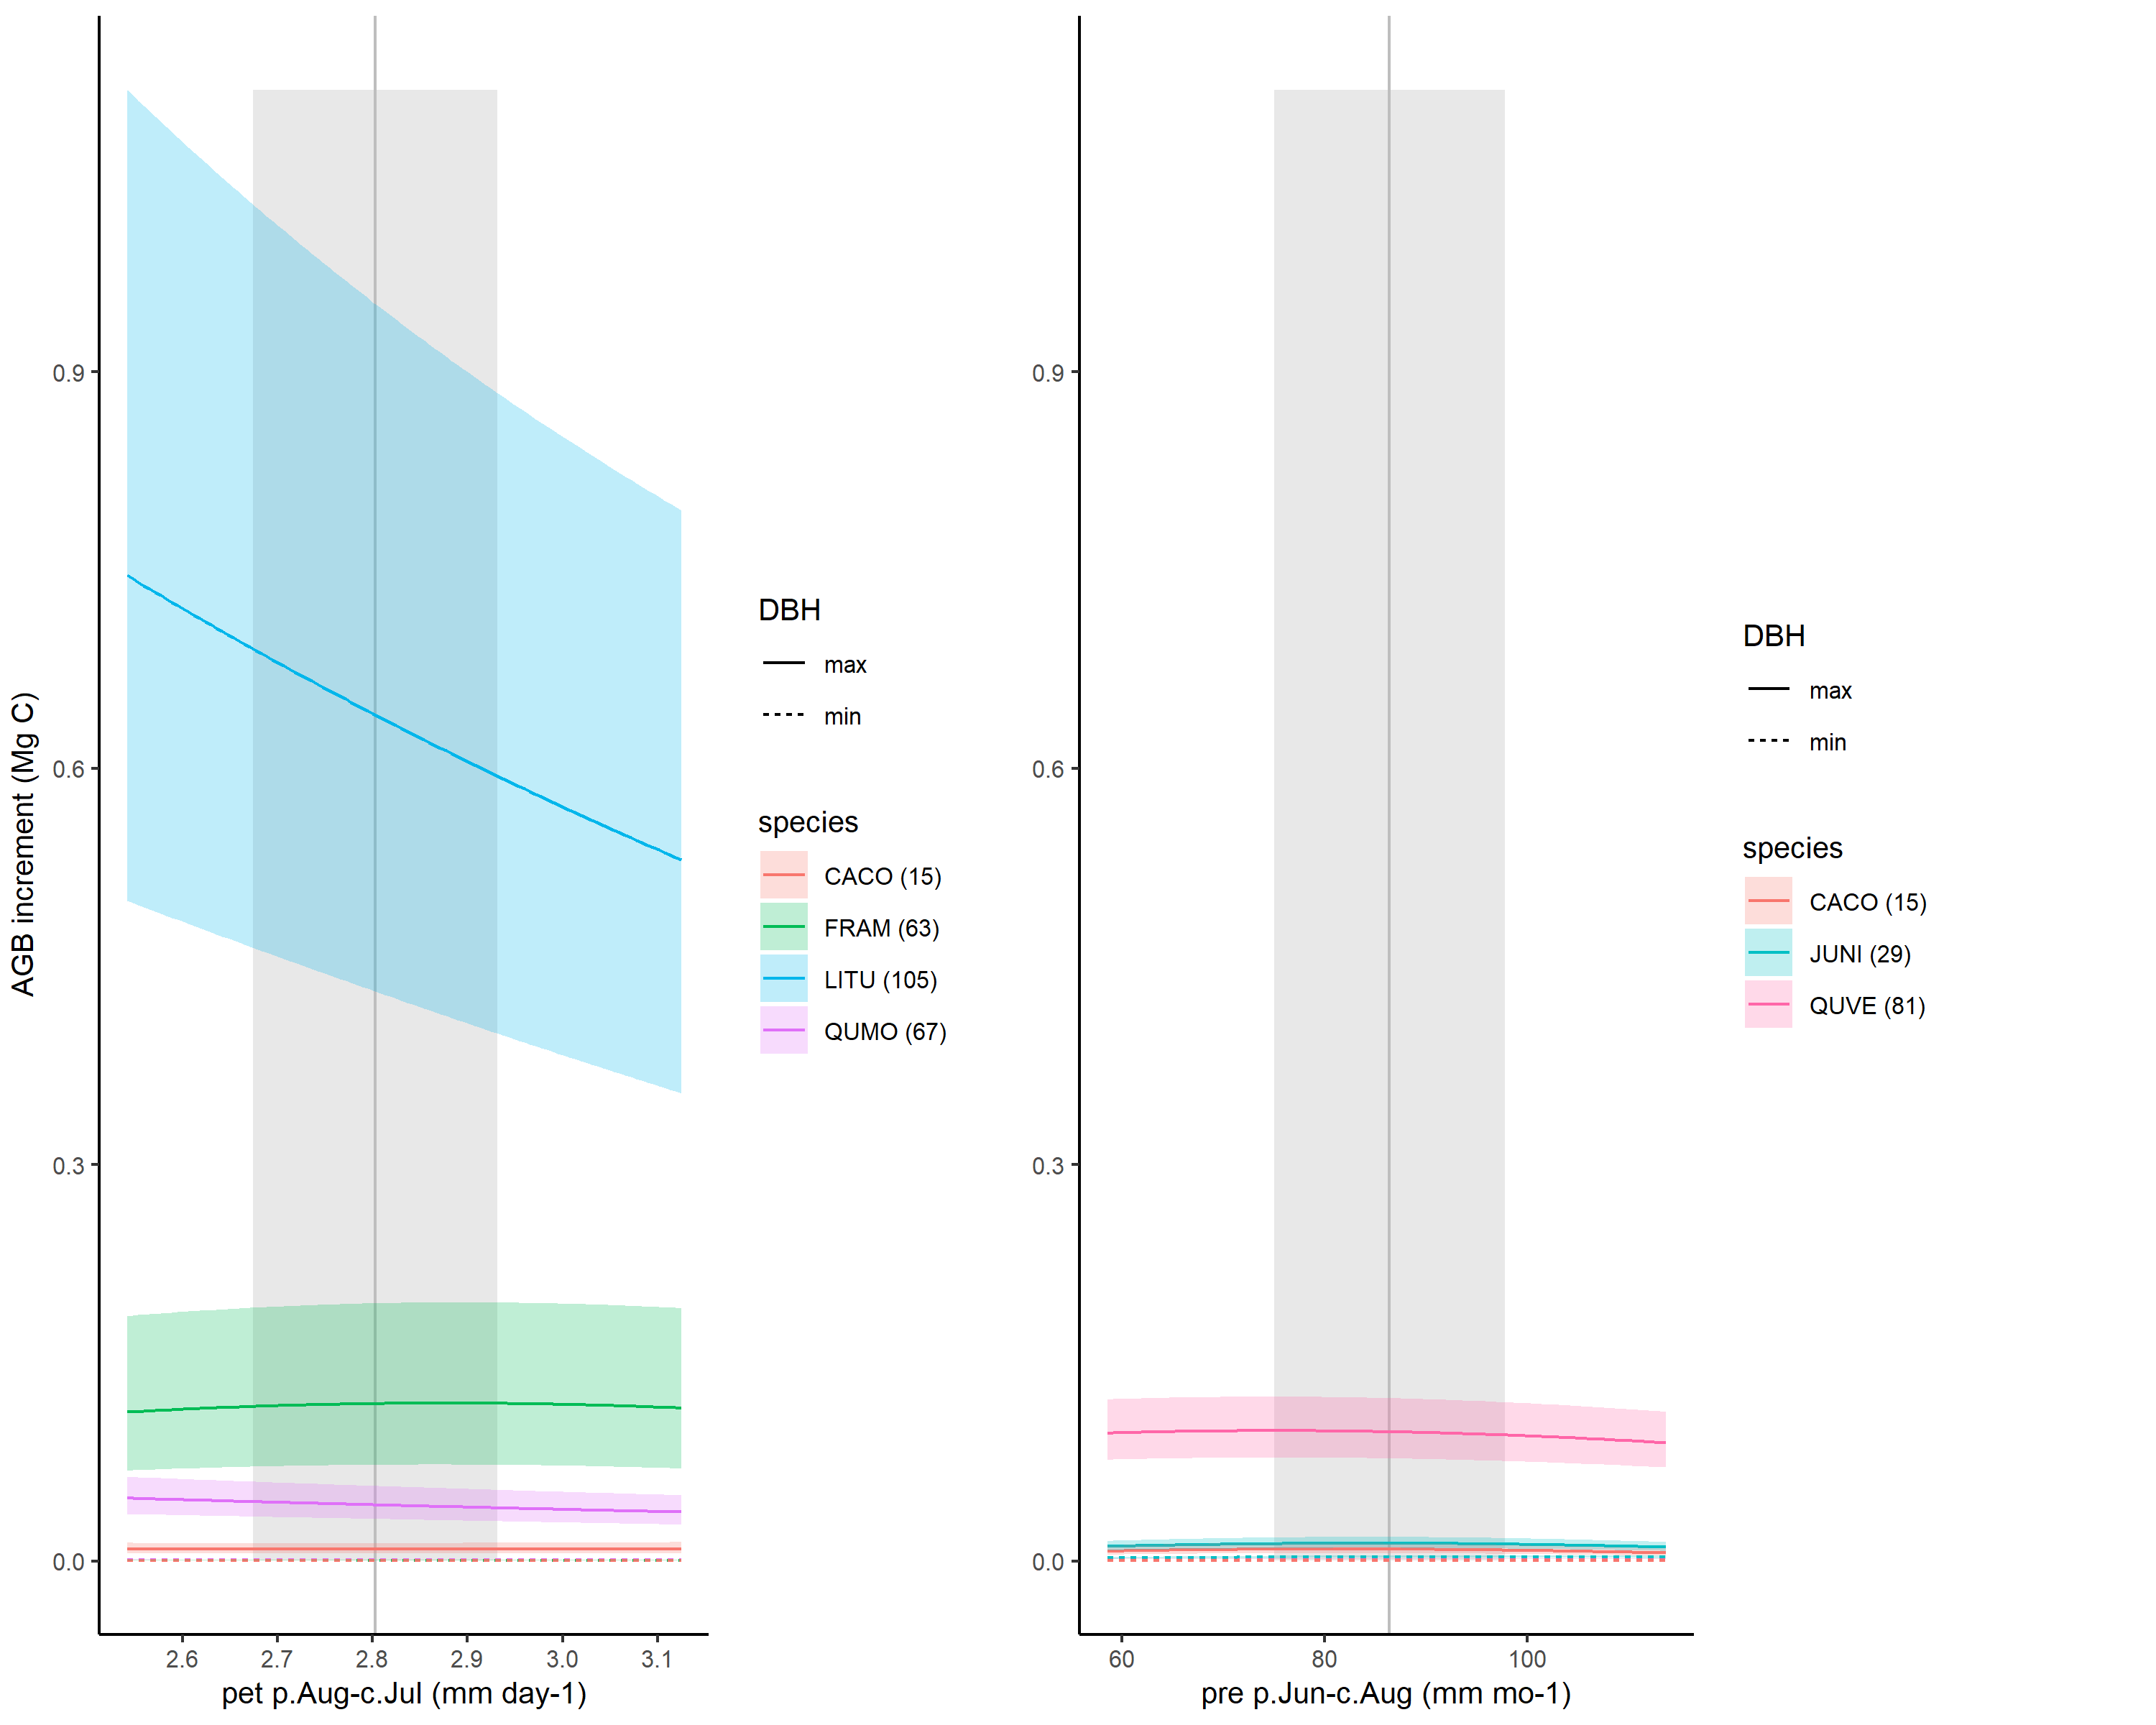 AGB increment (Mg C)
0.9
0.6
0.3
0.0
2.6 2.7 2.8 2.9 3.0 3.1
pet p.Aug-c.Jul (mm day-1)
DBH
max
min
species
CACO (15)
FRAM (63)
LITU (105)
QUMO (67)
0.9
0.6
0.3
0.0
60 80 100
pre p.Jun-c.Aug (mm mo-1)
DBH
max
min
species
CACO (15)
JUNI (29)
QUVE (81)